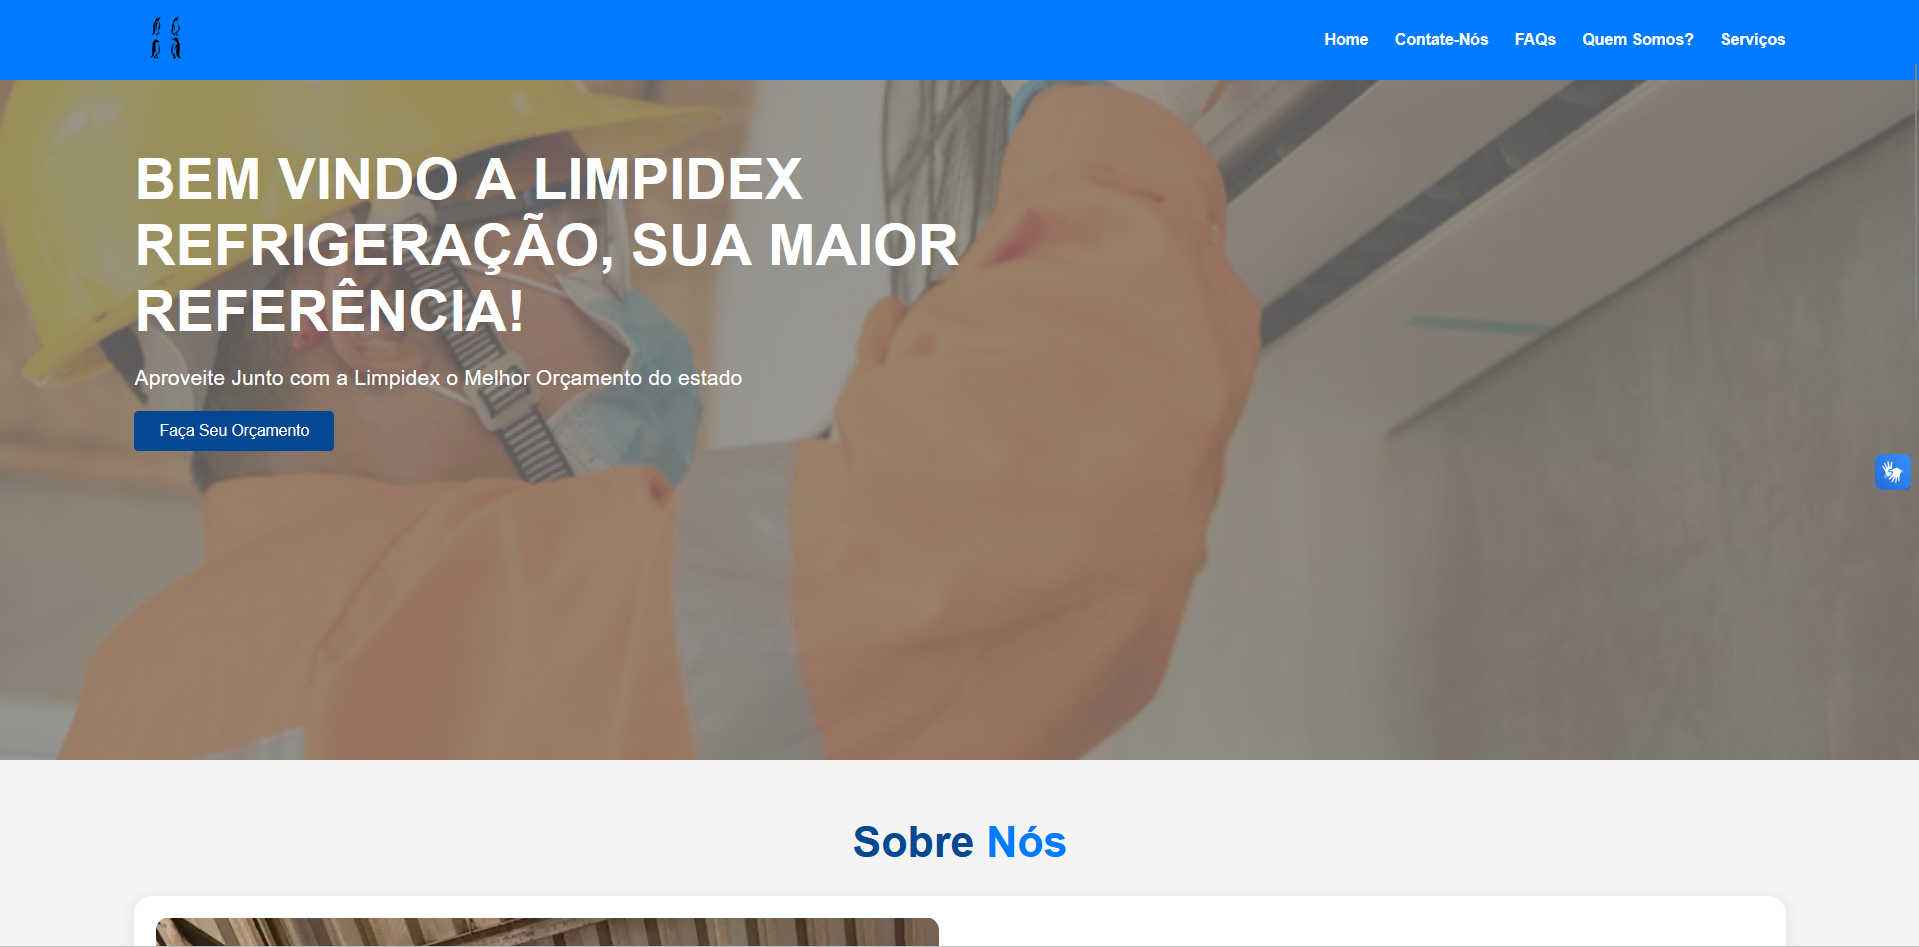 Home Contate-Nós FAQs Quem Somos? Serviços
BEM VINDO A LIMPIDEX
REFRIGERAÇÃO, SUA MAIOR
REFERÊNCIA!
Aproveite Junto com a Limpidex o Melhor Orçamento do estado
Faça Seu Orçamento
Sobre Nós